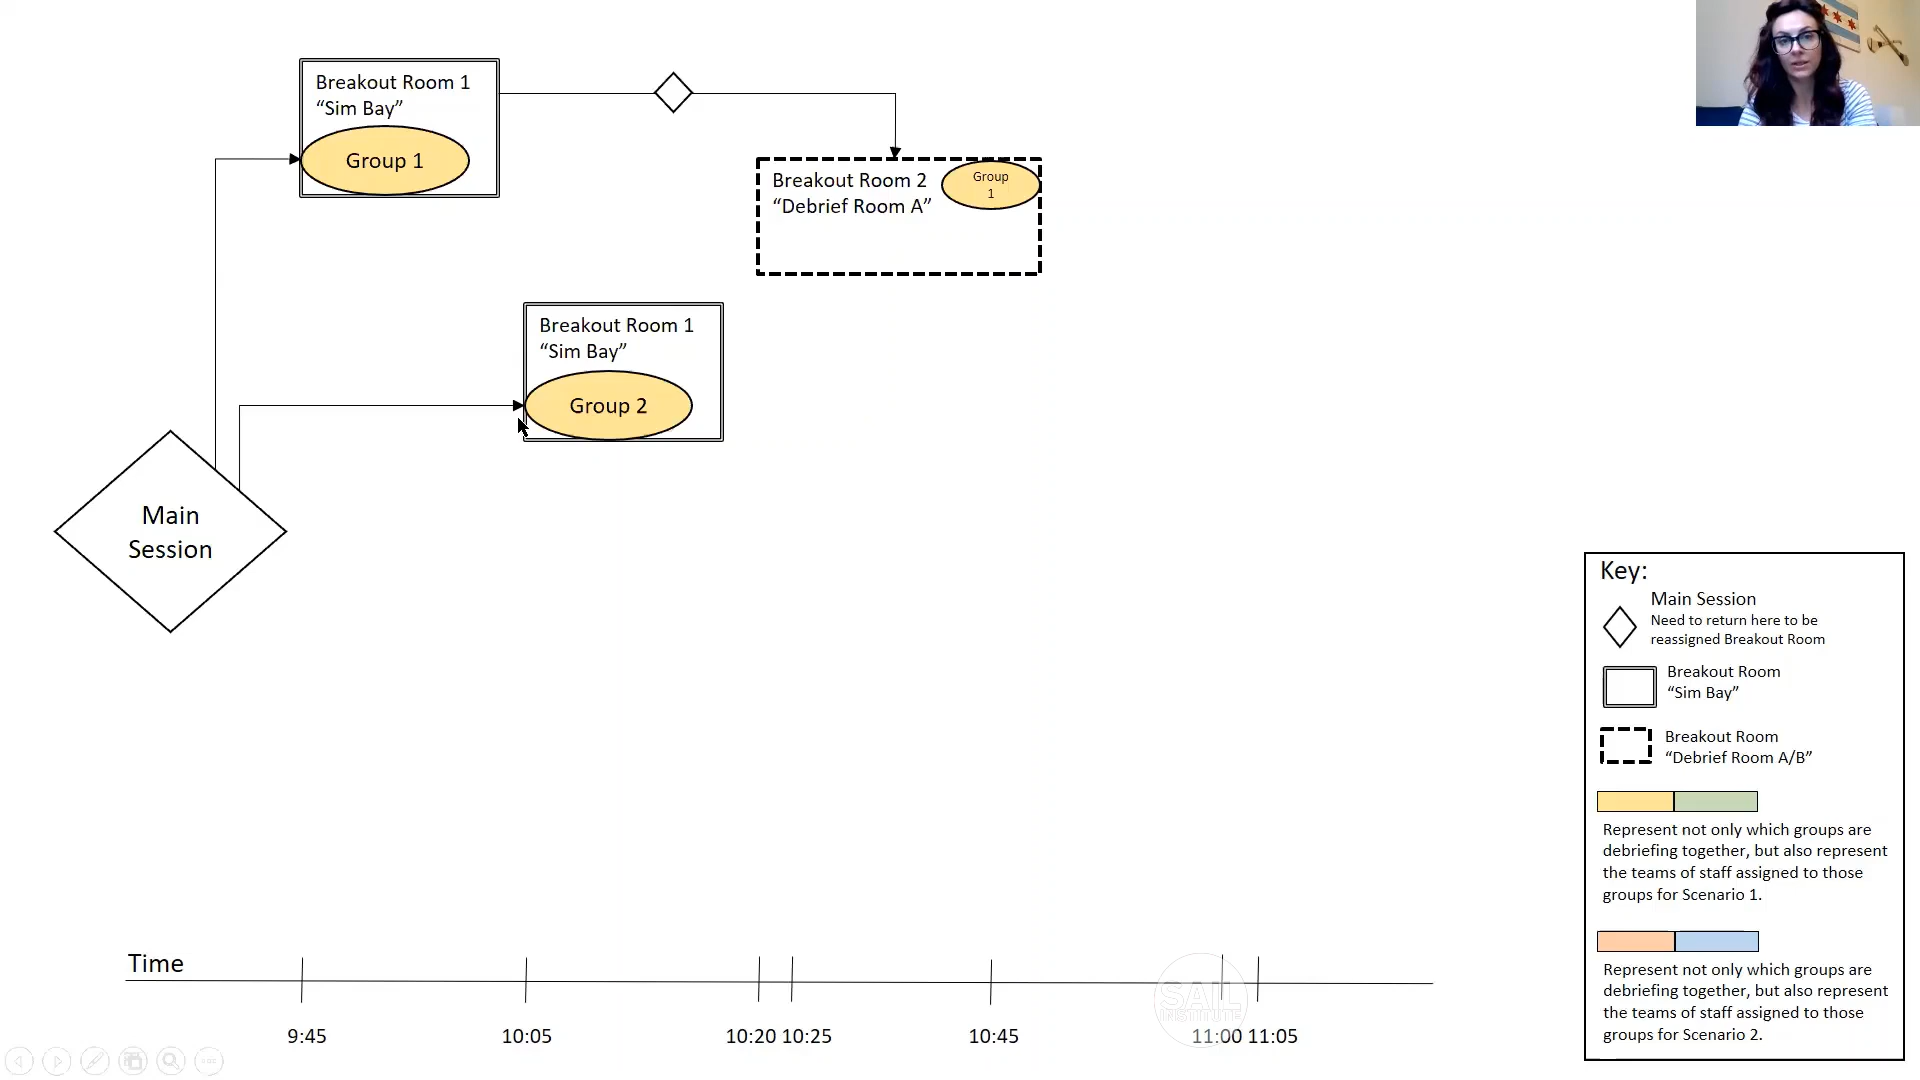 Breakout Room 1
“Sim Bay”
Group 1
Breakout Room 2
“Debrief Room A”
Group
1
Breakout Room 1
“Sim Bay”
Group 2
Main
Session
Key:
Main Session
Need to return here to be
reassigned Breakout Room
Breakout Room
“Sim Bay”
Breakout Room
“Debrief Room A/B”
Represent not only which groups are
debriefing together, but also represent
the teams of staff assigned to those
groups for Scenario 1.
Represent not only which groups are
debriefing together, but also represent
the teams of staff assigned to those
groups for Scenario 2.
Time
9:45
10:05
10:20 10:25
10:45
11:00 11:05
SAIL
INSTITUTE